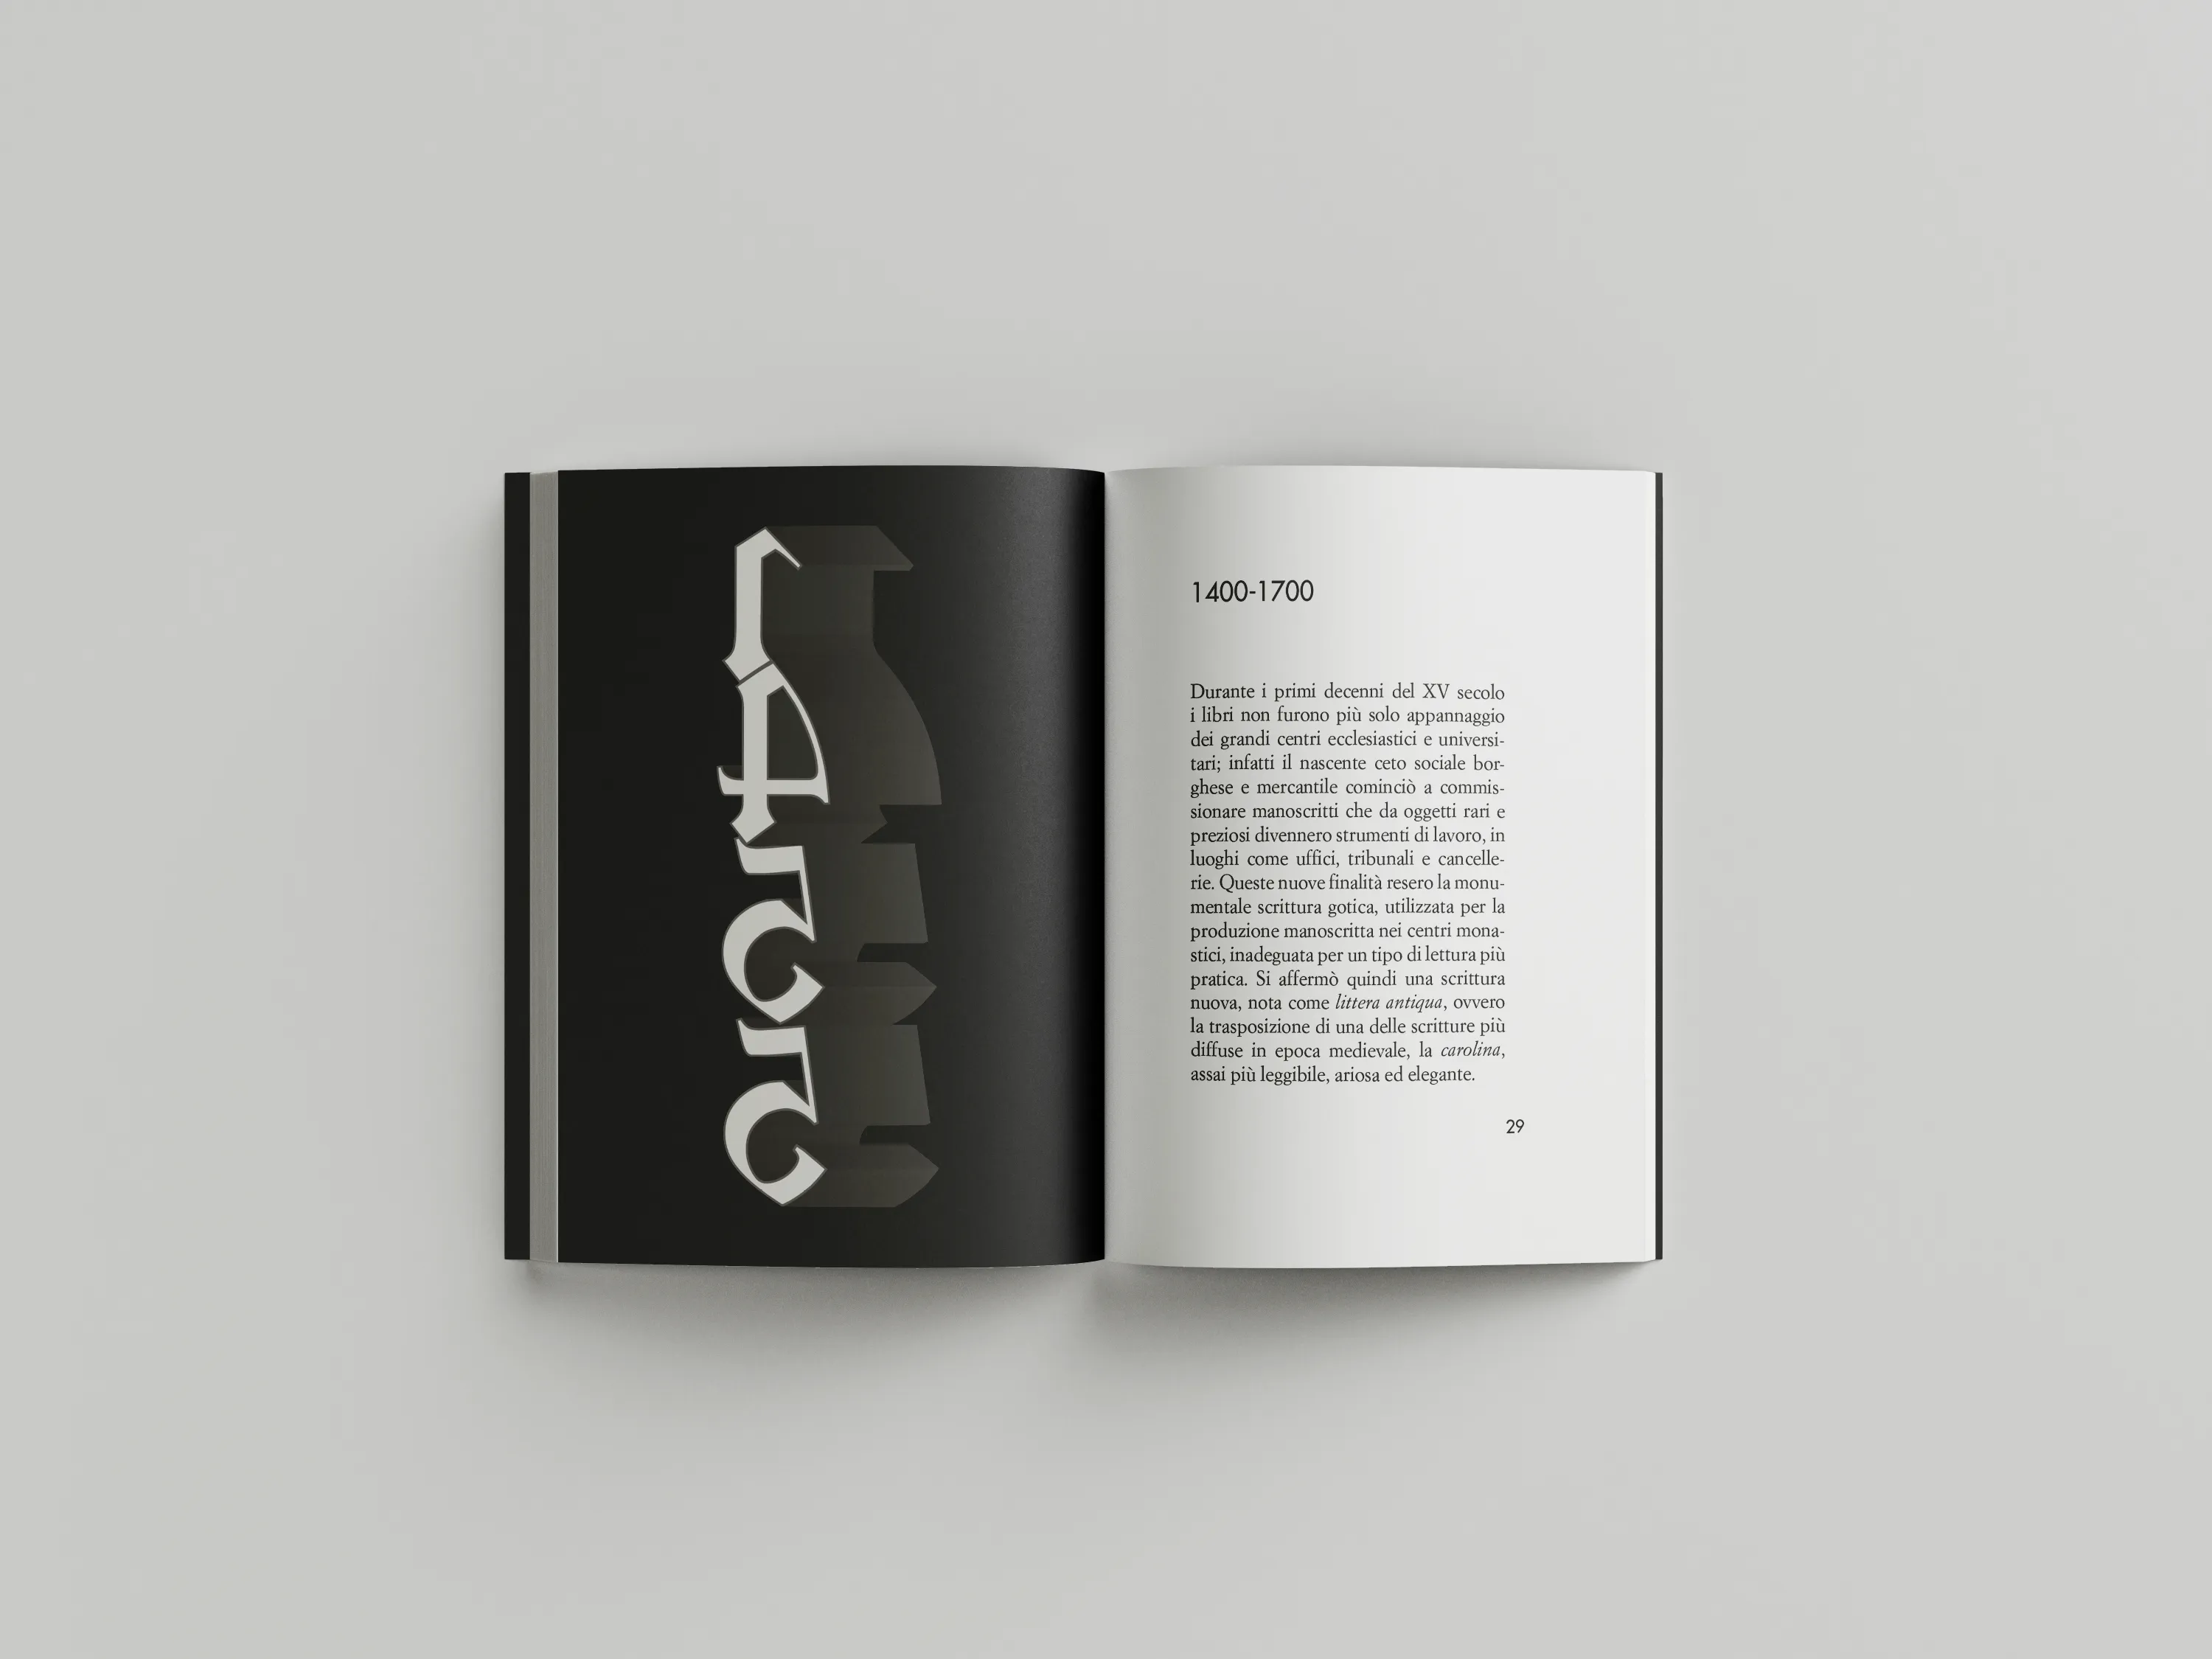 1455
1400-1700
Durante i primi decenni del XV secolo
i libri non furono più solo appannaggio
dei grandi centri ecclesiastici e universi-
tari; infatti il nascente ceto sociale bor-
ghese e mercantile cominciò a commis-
sionare manoscritti che da oggetti rari e
preziosi divennero strumenti di lavoro, in
luoghi come uffici, tribunali e cancelle-
rie. Queste nuove finalità resero la monu-
mentale scrittura gotica, utilizzata per la
produzione manoscritta nei centri mona-
stici, inadeguata per un tipo di lettura più
pratica. Si affermò quindi una scrittura
nuova, nota come littera antiqua, ovvero
la trasposizione di una delle scritture più
diffuse in epoca medievale, la carolina,
assai più leggibile, ariosa ed elegante.
29